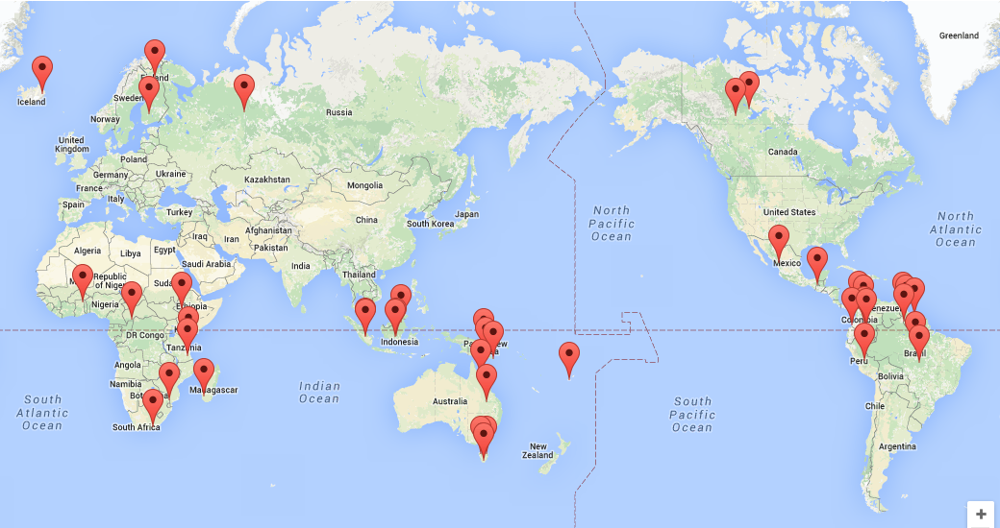 Greenland
Iceland
Sweden
Norway
Russia
United
Kingdom
Poland
Canada
Germany
Ukraine
Kazakhstan
France
Mongolia
Italy
Spain
Turkey
United States
North
Pacific
Ocean
North
Atlantic
Ocean
Japan
South Korea
China
Afghanistan
Iraq
Iran
Pakistan
Algeria
Libya
Egypt
Saudi Arabia
India
Mexico
Thailand
Republic
of Niger
Nigeria
Ethiopia
DR Congo
Indonesia
Tanzania
Colombia
Peru
Brazil
Angola
Bolivia
Namibia
Madagascar
Indian
Ocean
South
Atlantic
Ocean
Australia
South
Pacific
Ocean
Chile
South Africa
Argentina
New
Zealand
+